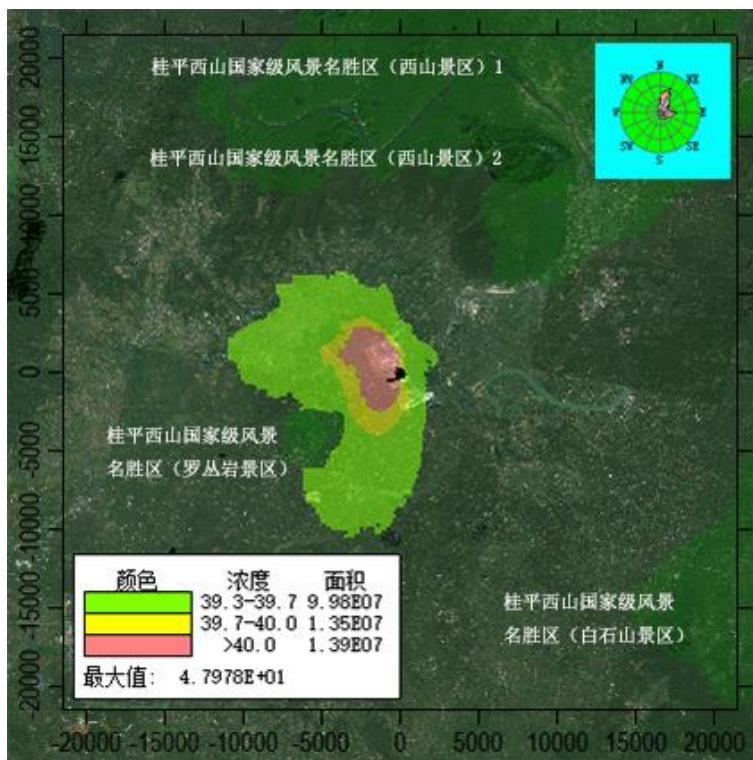 桂平西山国家级风景名胜区（西山景区）1
桂平西山国家级风景名胜区（西山景区）2
N
NW
NE
W
E
SW
SE
S
20000
15000
10000
5000
0
-5000
-10000
-15000
-20000
桂平西山国家级风景
名胜区（罗丛岩景区）
桂平西山国家级风景
名胜区（白石山景区）
颜色 浓度 面积
39.3-39.7 9.98E07
39.7-40.0 1.35E07
>40.0 1.39E07
最大值: 4.7978E+01
-20000 -15000 -10000 -5000 0 5000 10000 15000 20000